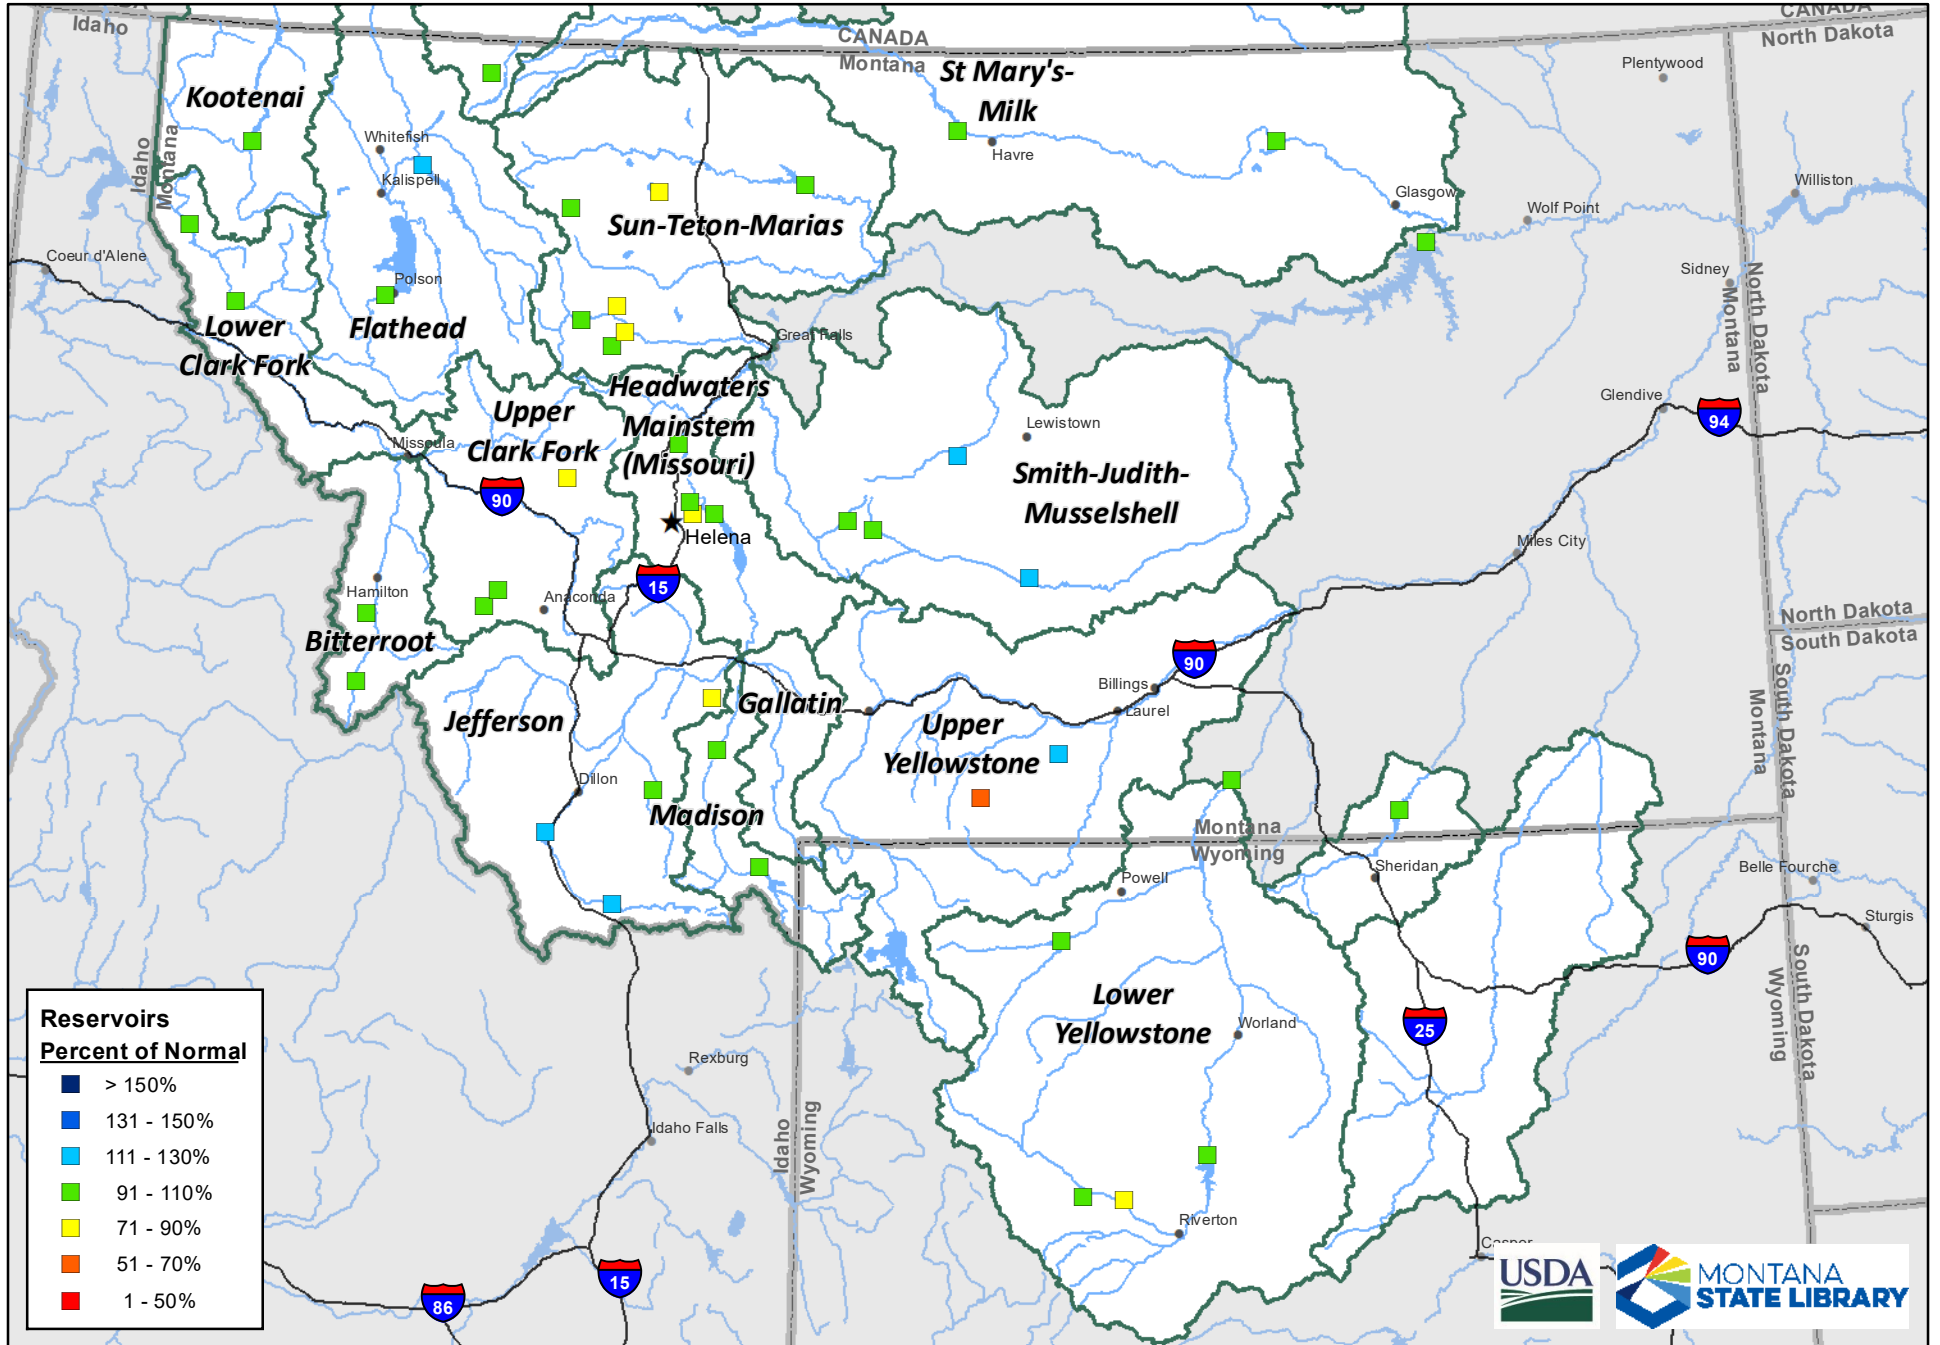 CANADA
Idaho
CANADA
Montana
CANADA
North Dakota
St Mary's-
Milk
Plentywood
Kootenai
Idaho
Montana
Whitefish
Havre
Kalispell
Glasgow
Williston
Wolf Point
Sun-Teton-Marias
Coeur d'Alene
Polson
Sidney
Montana
North Dakota
Lower
Clark Fork
Flathead
Great Falls
Headwaters
Mainstem
(Missouri)
Upper
Clark Fork
Missoula
Lewistown
Glendive
94
Smith-Judith-
Musselshell
90
Helena
Miles City
15
Hamilton
Anaconda
Bitterroot
North Dakota
South Dakota
90
Billings
Laurel
Montana
South Dakota
Jefferson
Gallatin
Upper
Yellowstone
Dillon
Madison
Montana
Wyoming
Powell
Sheridan
Belle Fourche
Sturgis
90
South Dakota
Wyoming
Lower
Yellowstone
Worland
25
Reservoirs
Percent of Normal
> 150%
131 - 150%
111 - 130%
91 - 110%
71 - 90%
51 - 70%
1 - 50%
Rexburg
Idaho Falls
Idaho
Wyoming
Riverton
Casper
15
86
USDA
MONTANA
STATE LIBRARY